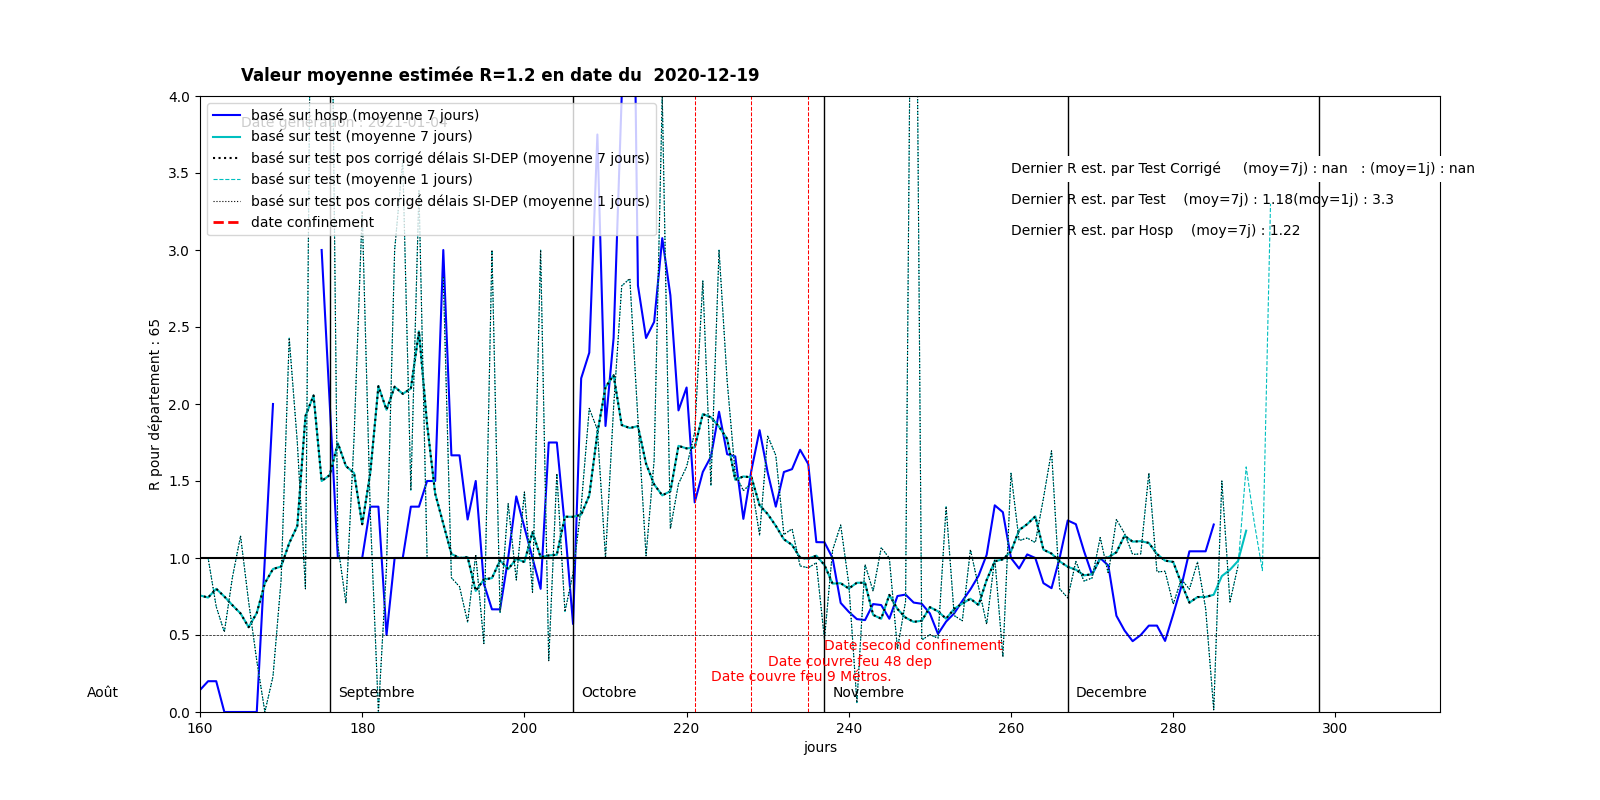 Valeur moyenne estimée R=1.2 en date du  2020-12-19
Date génération : 2021-01-04
basé sur hosp (moyenne 7 jours)
basé sur test (moyenne 7 jours)
basé sur test pos corrigé délais SI-DEP (moyenne 7 jours)
basé sur test (moyenne 1 jours)
basé sur test pos corrigé délais SI-DEP (moyenne 1 jours)
date confinement
Dernier R est. par Test Corrigé     (moy=7j) : nan   : (moy=1j) : nan
Dernier R est. par Test    (moy=7j) : 1.18(moy=1j) : 3.3
Dernier R est. par Hosp    (moy=7j) : 1.22
R pour département : 65
4.0
3.5
3.0
2.5
2.0
1.5
1.0
0.5
0.0
Date second confinement
Date couvre feu 48 dep
Date couvre feu 9 Métros.
Août
Septembre
Octobre
Novembre
Decembre
160 180 200 220 240 260 280 300
jours